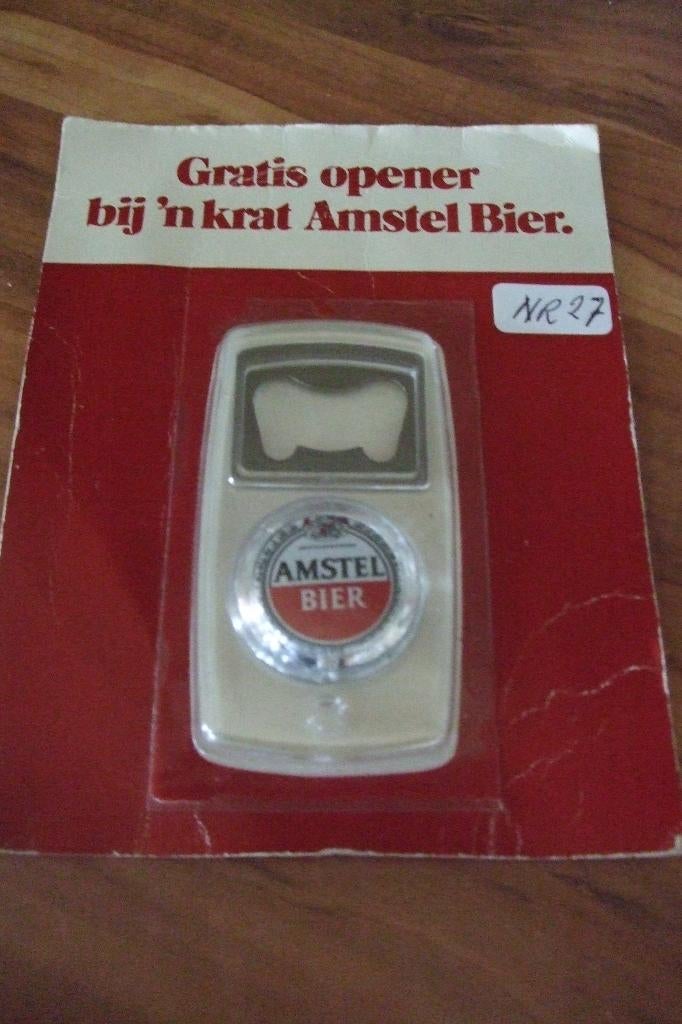 Gratis opener
bij 'n krat Amstel Bier.
NR 27
AMSTEL
BIER